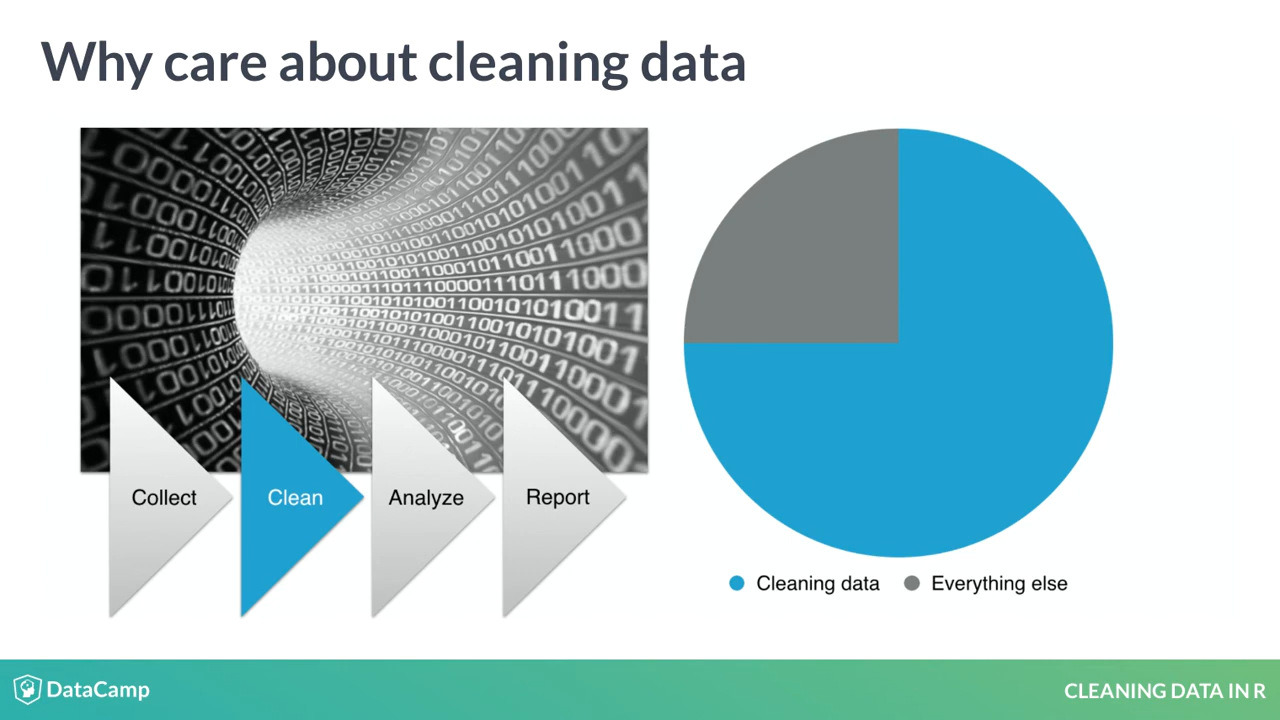 Why care about cleaning data
Collect
Clean
Analyze
Report
Cleaning data
Everything else
DataCamp
CLEANING DATA IN R